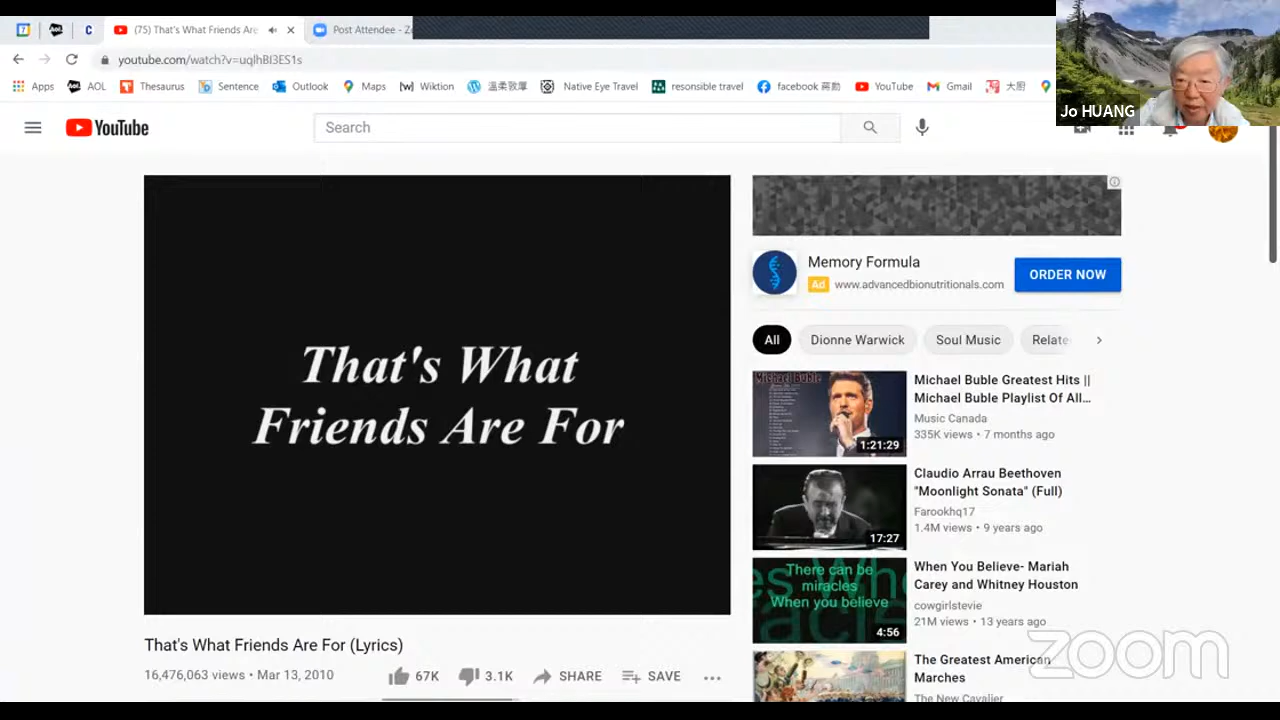 (75) That's What Friends Are
Post Attendee - Zo
youtube.com/watch?v=uqlhBI3ES1s
Apps
AOL
Thesaurus
Sentence
Outlook
Maps
Wiktion
溫柔敦厚
Native Eye Travel
resonsible travel
facebook 蔣勳
YouTube
Gmail
大廚
Jo HUANG
YouTube
Search
That's What
Friends Are For
Memory Formula
Ad www.advancedbionutritionals.com
ORDER NOW
All
Dionne Warwick
Soul Music
Relate
Michael Buble
1:21:29
Michael Buble Greatest Hits ||
Michael Buble Playlist Of All...
Music Canada
335K views • 7 months ago
17:27
Claudio Arrau Beethoven
"Moonlight Sonata" (Full)
Farookhq17
1.4M views • 9 years ago
There can be
miracles
When you believe
4:56
When You Believe- Mariah
Carey and Whitney Houston
cowgirlstevie
21M views • 13 years ago
The Greatest American
Marches
The New Cavalier
That's What Friends Are For (Lyrics)
16,476,063 views • Mar 13, 2010
67K
3.1K
SHARE
SAVE
zoom